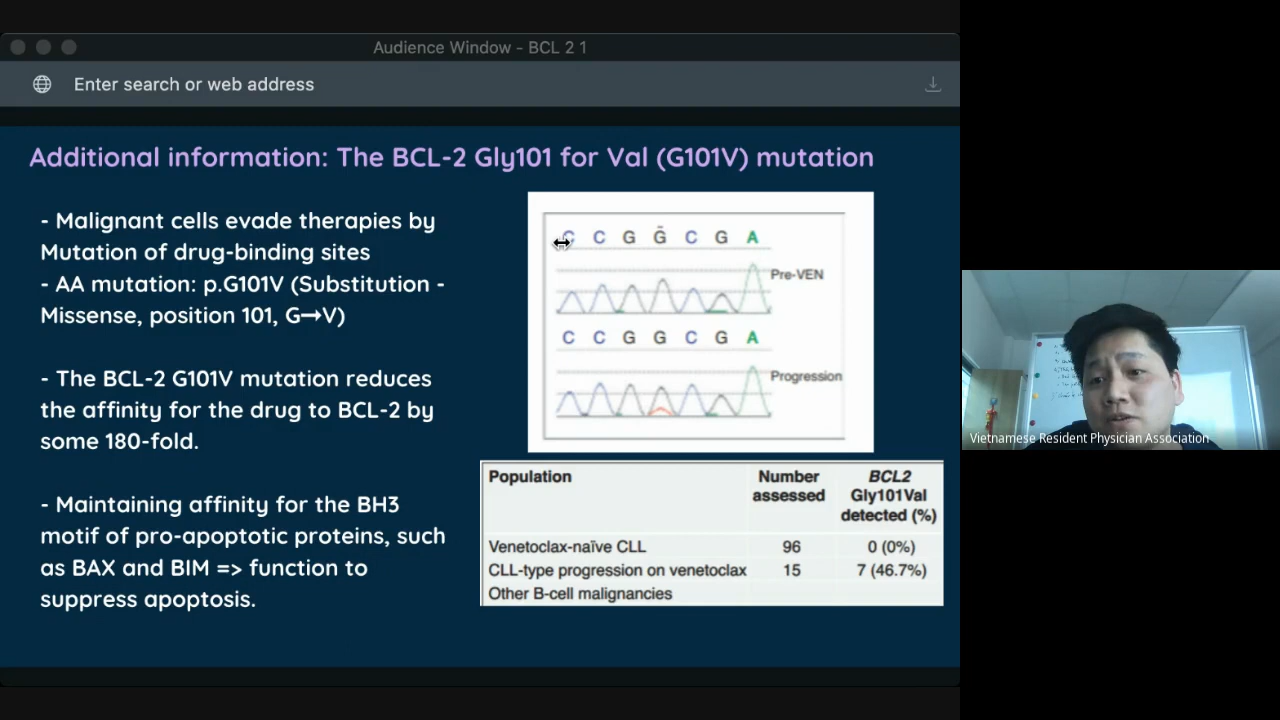 Audience Window - BCL 2 1
Enter search or web address
Additional information: The BCL-2 Gly101 for Val (G101V) mutation
- Malignant cells evade therapies by
Mutation of drug-binding sites
- AA mutation: p.G101V (Substitution -
Missense, position 101, G→V)
- The BCL-2 G101V mutation reduces
the affinity for the drug to BCL-2 by
some 180-fold.
- Maintaining affinity for the BH3
motif of pro-apoptotic proteins, such
as BAX and BIM => function to
suppress apoptosis.
C C G G̃ C G A
Pre-VEN
C C G G C G A
Progression
Population Number assessed BCL2 Gly101Val detected (%)
Venetoclax-naïve CLL 96 0 (0%)
CLL-type progression on venetoclax 15 7 (46.7%)
Other B-cell malignancies
Vietnamese Resident Physician Association